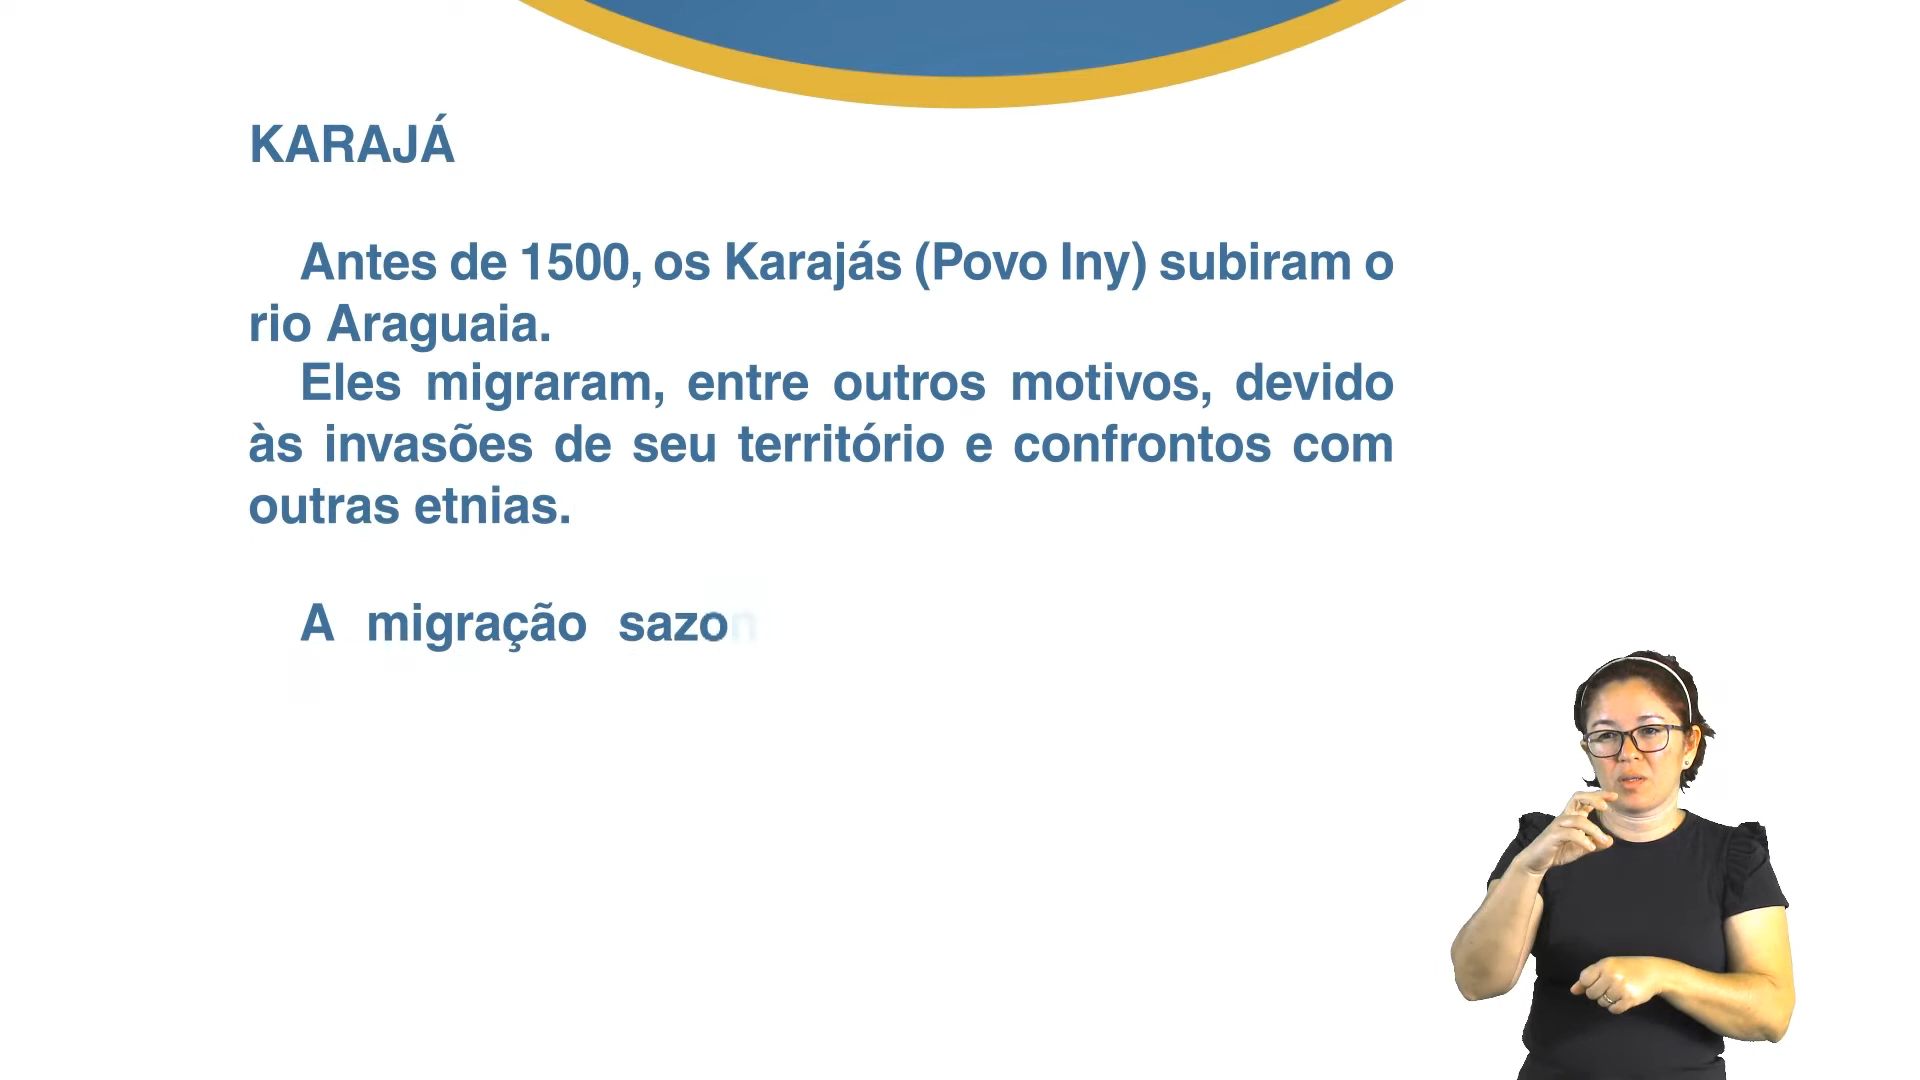 KARAJÁ
Antes de 1500, os Karajás (Povo Iny) subiram o
rio Araguaia.
Eles migraram, entre outros motivos, devido
às invasões de seu território e confrontos com
outras etnias.
A migração sazon